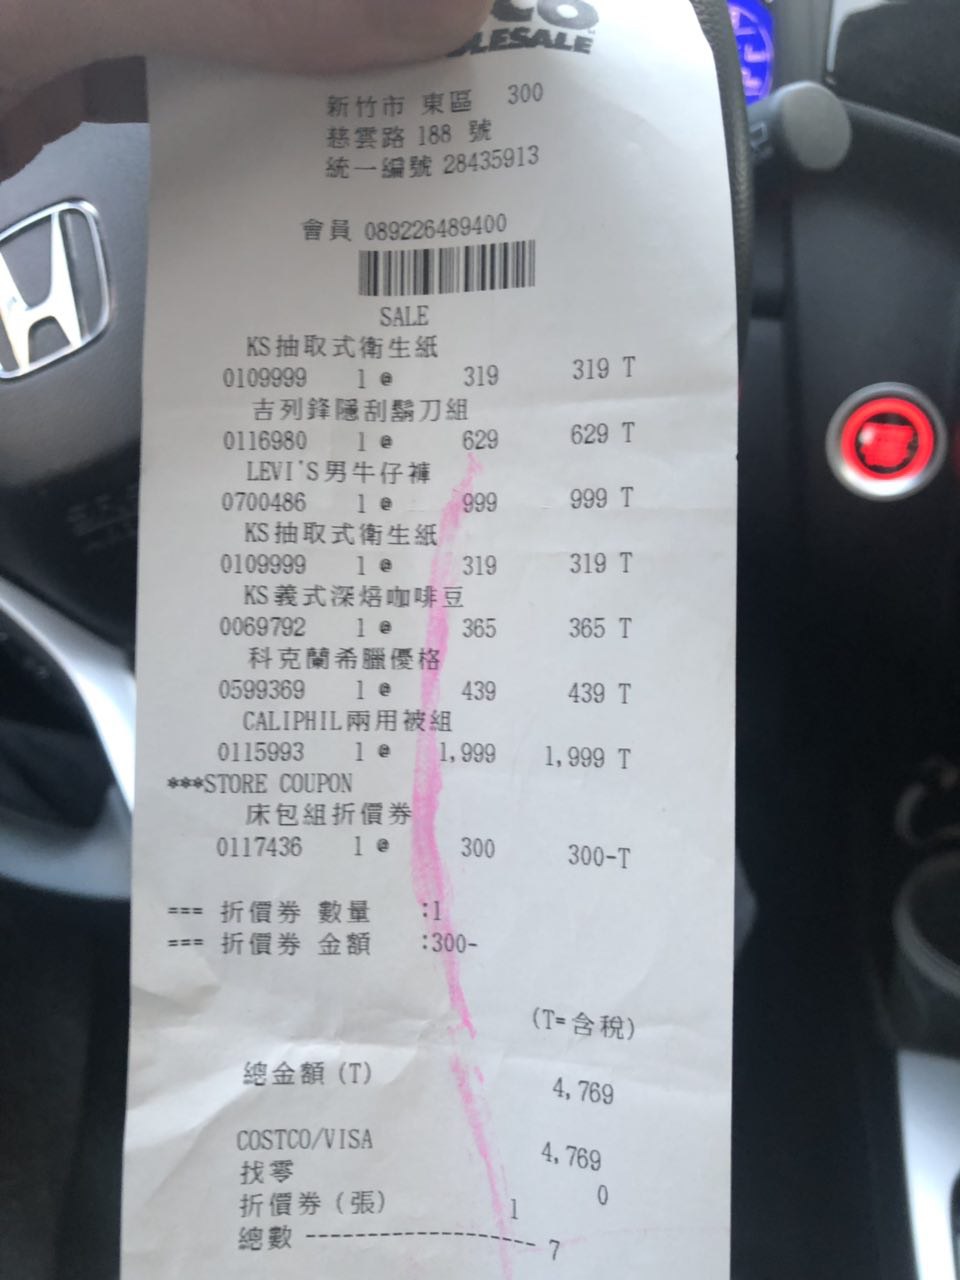 WHOLESALE
新竹市 東區 300
慈雲路 188 號
統一編號 28435913
會員 089226489400
SALE
KS抽取式衛生紙
0109999 1 @ 319 319 T
吉列鋒隱刮鬍刀組
0116980 1 @ 629 629 T
LEVI'S男牛仔褲
0700486 1 @ 999 999 T
KS抽取式衛生紙
0109999 1 @ 319 319 T
KS義式深焙咖啡豆
0069792 1 @ 365 365 T
科克蘭希臘優格
0599369 1 @ 439 439 T
CALIPHIL兩用被組
0115993 1 @ 1,999 1,999 T
***STORE COUPON
床包組折價券
0117436 1 @ 300 300-T
=== 折價券 數量 :1
=== 折價券 金額 :300-
(T=含稅)
總金額(T) 4,769
COSTCO/VISA 4,769
找零 0
折價券(張) 1
總數 -------------------- 7